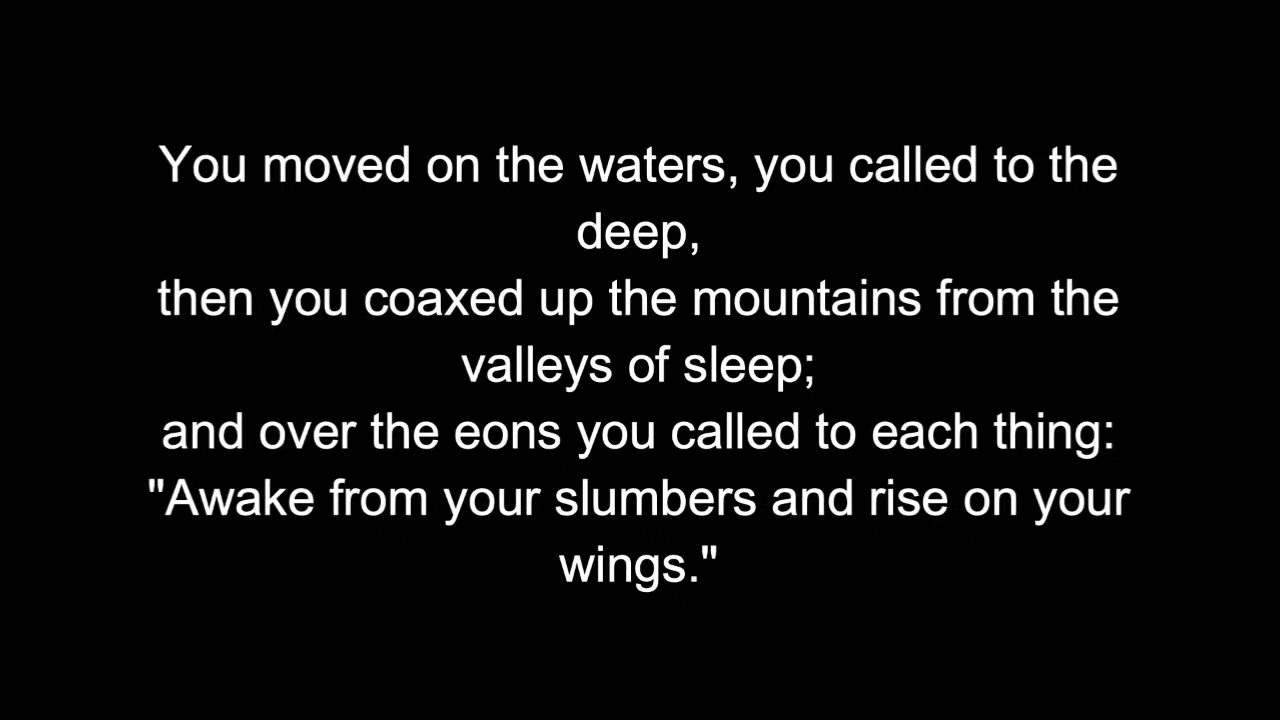 You moved on the waters, you called to the
deep,
then you coaxed up the mountains from the
valleys of sleep;
and over the eons you called to each thing:
"Awake from your slumbers and rise on your
wings."